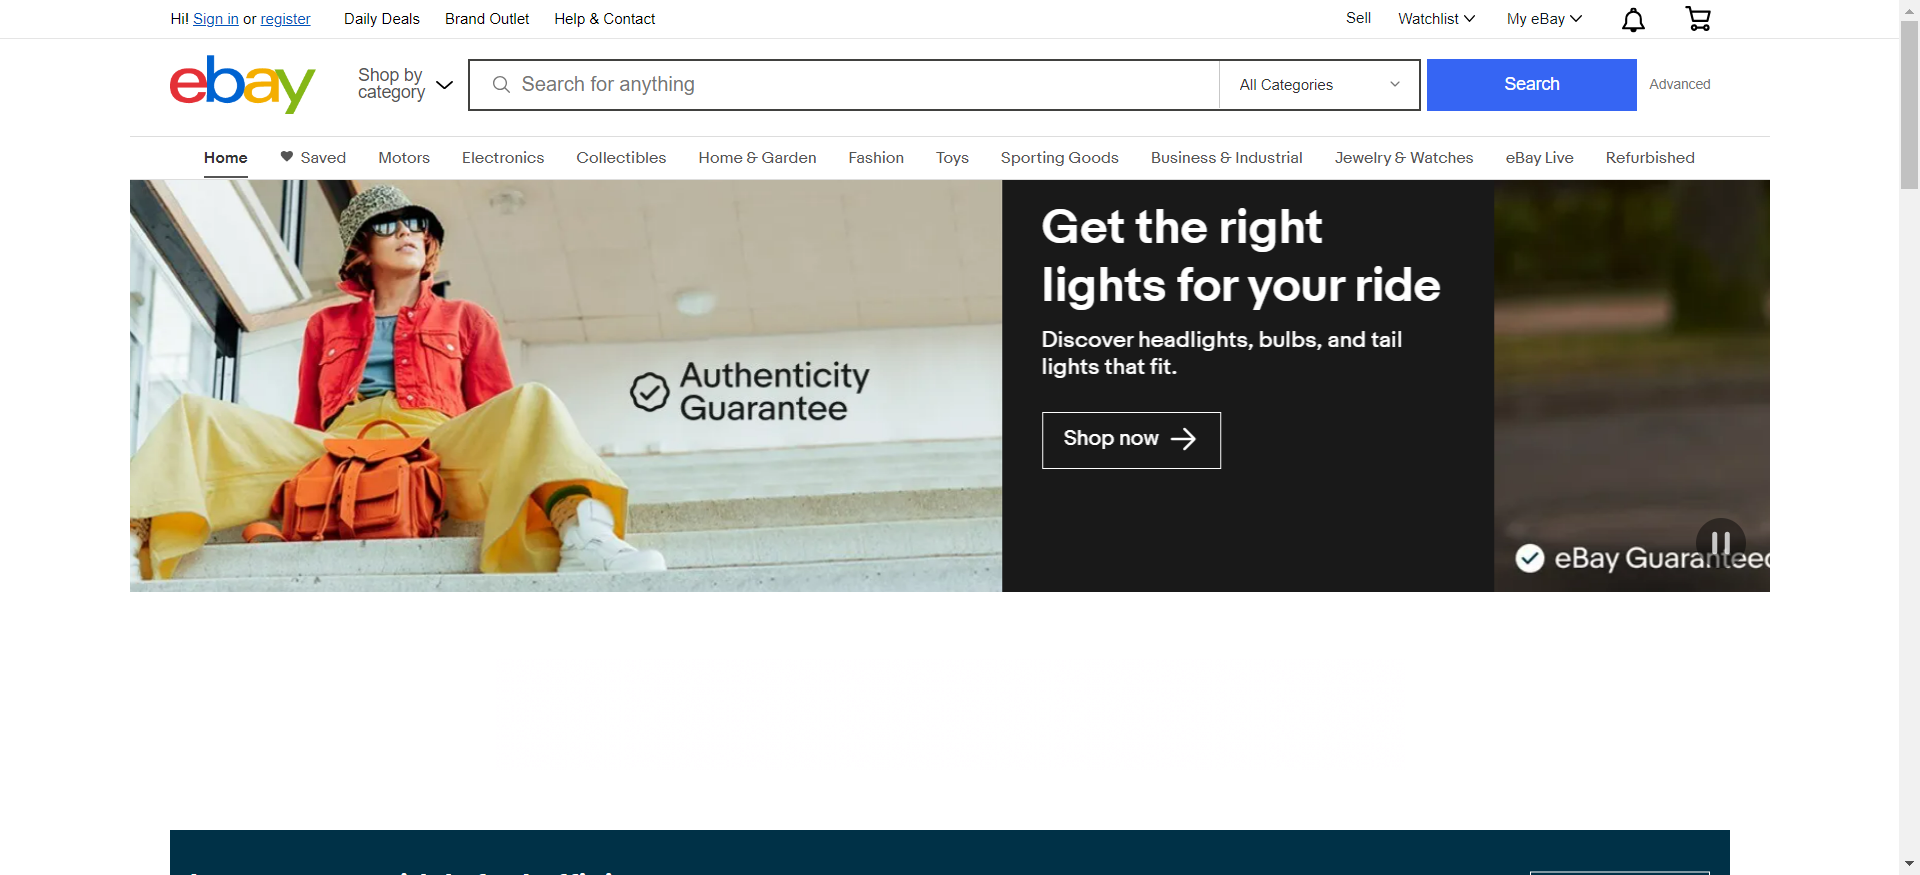 Hi! Sign in or register
Daily Deals
Brand Outlet
Help & Contact
Sell
Watchlist
My eBay
ebay
Shop by
category
Search for anything
All Categories
Search
Advanced
Home
Saved
Motors
Electronics
Collectibles
Home & Garden
Fashion
Toys
Sporting Goods
Business & Industrial
Jewelry & Watches
eBay Live
Refurbished
Authenticity
Guarantee
Get the right
lights for your ride
Discover headlights, bulbs, and tail
lights that fit.
Shop now
eBay Guaranteed